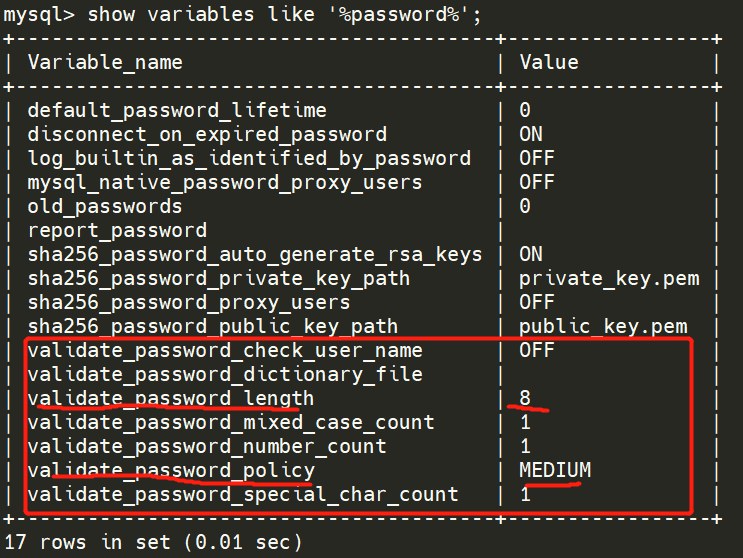 mysql> show variables like '%password%';
+----------------------------------------+-----------------+
| Variable_name | Value |
+----------------------------------------+-----------------+
| default_password_lifetime | 0 |
| disconnect_on_expired_password | ON |
| log_builtin_as_identified_by_password | OFF |
| mysql_native_password_proxy_users | OFF |
| old_passwords | 0 |
| report_password | |
| sha256_password_auto_generate_rsa_keys | ON |
| sha256_password_private_key_path | private_key.pem |
| sha256_password_proxy_users | OFF |
| sha256_password_public_key_path | public_key.pem |
| validate_password_check_user_name | OFF |
| validate_password_dictionary_file | |
| validate_password_length | 8 |
| validate_password_mixed_case_count | 1 |
| validate_password_number_count | 1 |
| validate_password_policy | MEDIUM |
| validate_password_special_char_count | 1 |
+----------------------------------------+-----------------+
17 rows in set (0.01 sec)